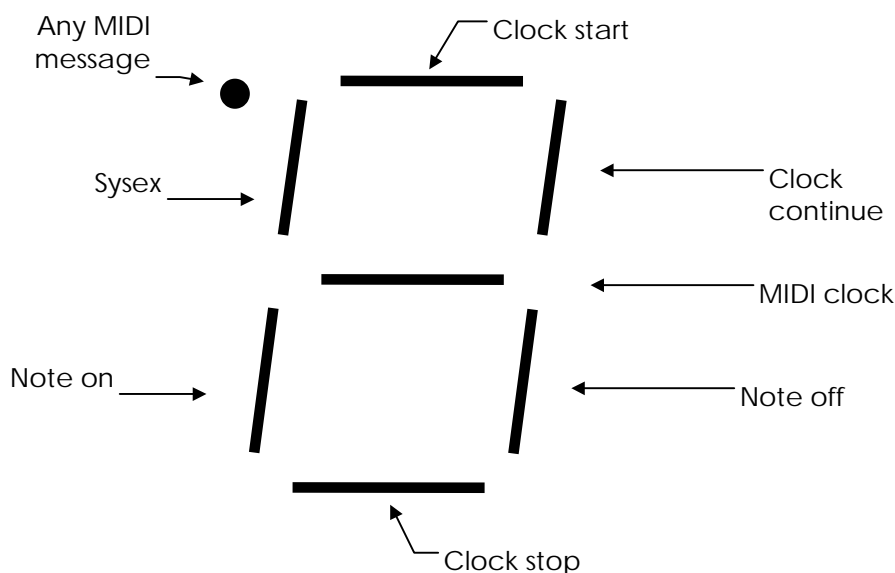 Any MIDI
message
Clock start
Sysex
Clock
continue
MIDI clock
Note on
Note off
Clock stop